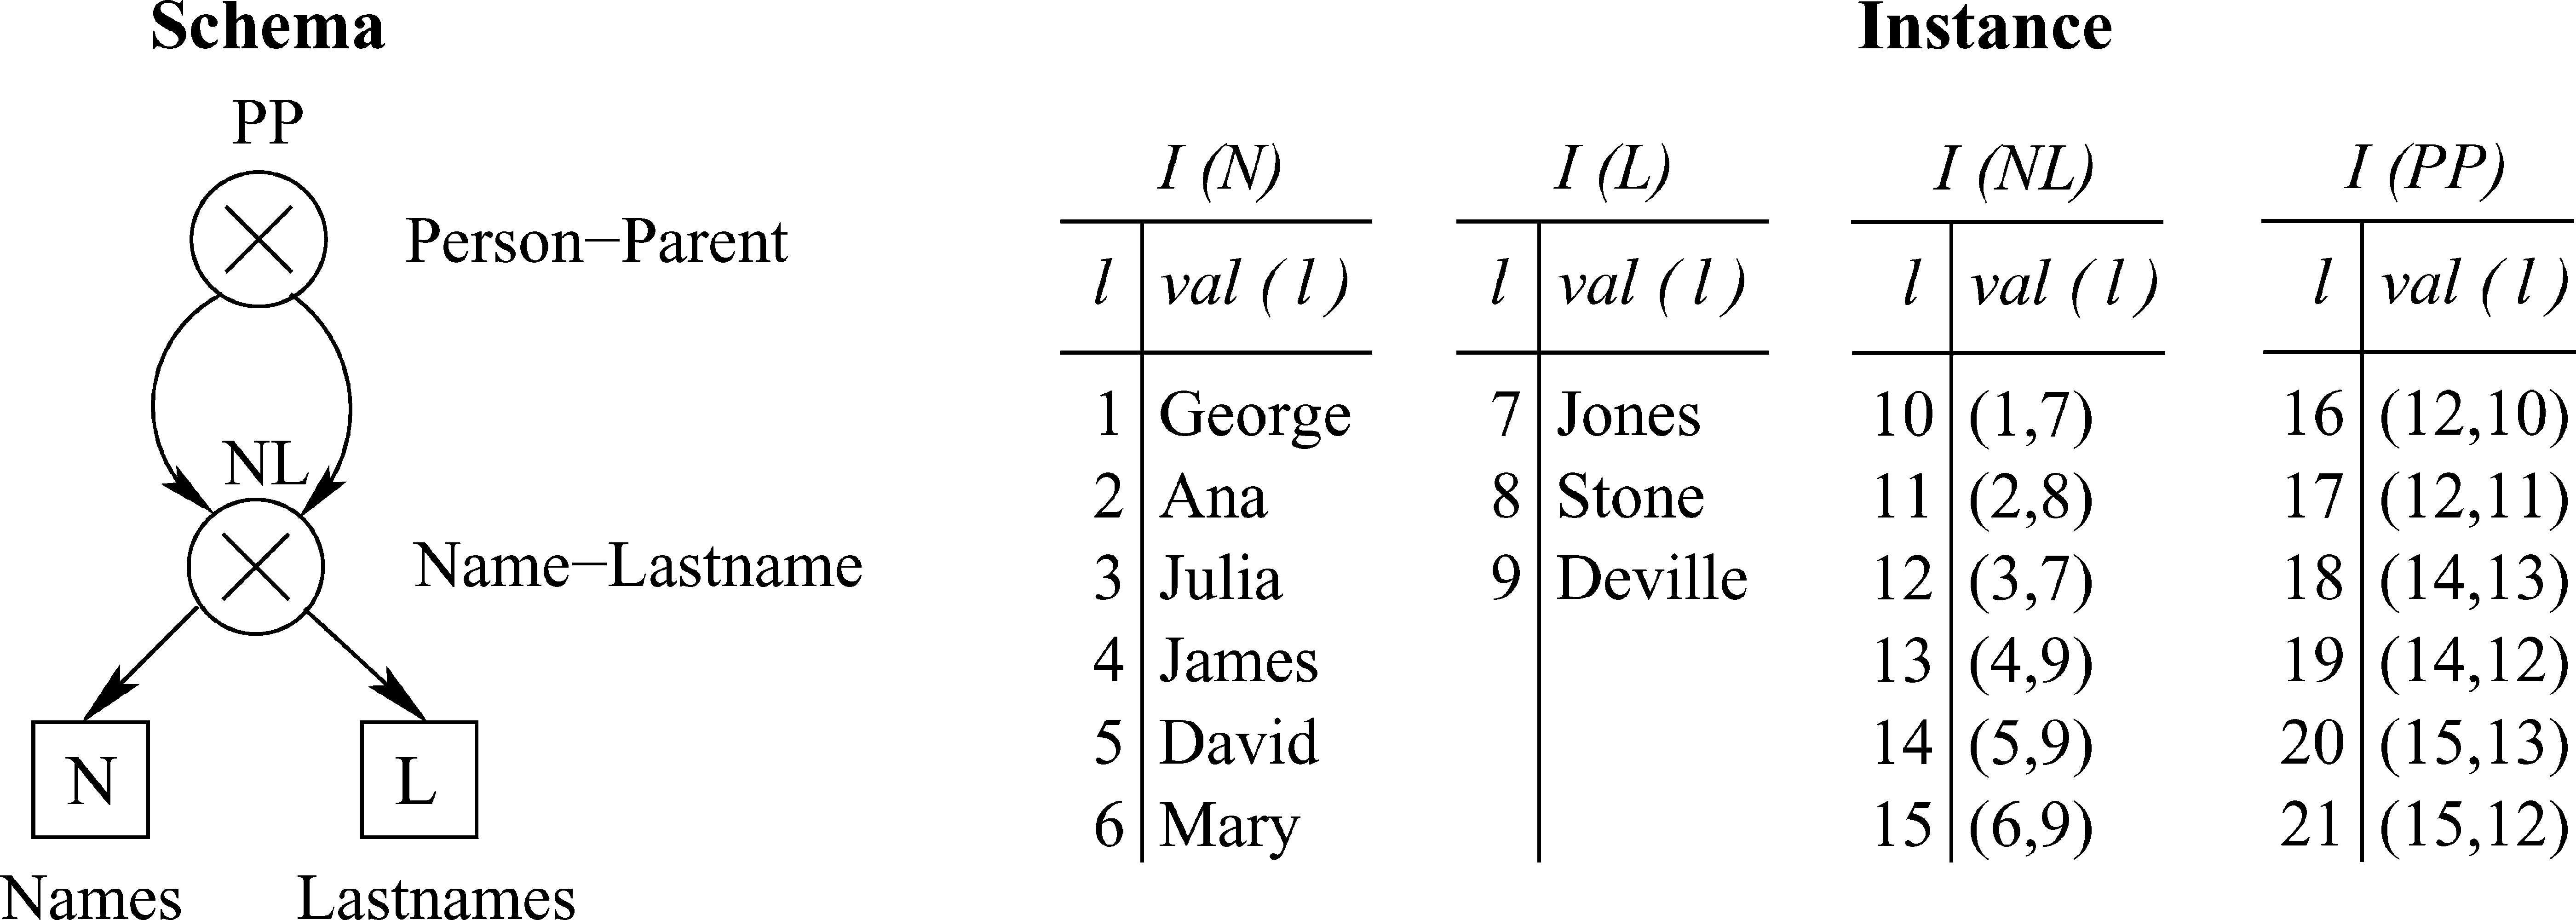 Schema
PP
Person−Parent
NL
Name−Lastname
N
L
Names
Lastnames
Instance
I (N)
l val ( l )
1 George
2 Ana
3 Julia
4 James
5 David
6 Mary
I (L)
l val ( l )
7 Jones
8 Stone
9 Deville
I (NL)
l val ( l )
10 (1,7)
11 (2,8)
12 (3,7)
13 (4,9)
14 (5,9)
15 (6,9)
I (PP)
l val ( l )
16 (12,10)
17 (12,11)
18 (14,13)
19 (14,12)
20 (15,13)
21 (15,12)